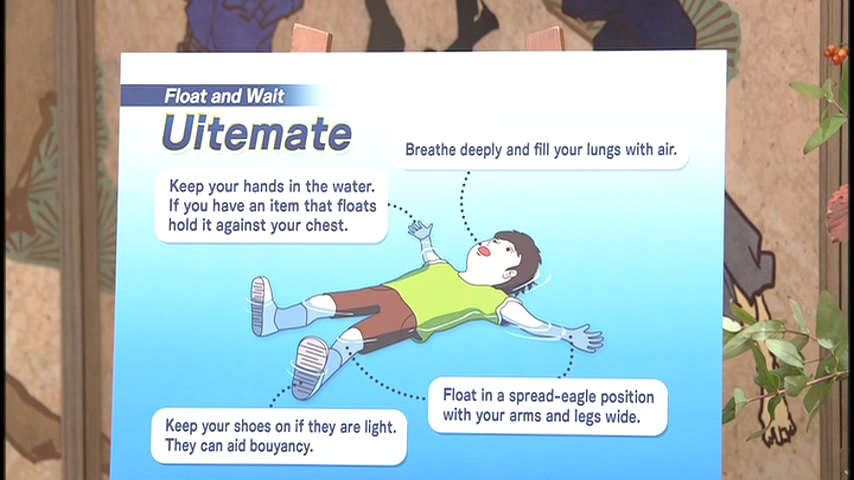 Float and Wait
Uitemate
Breathe deeply and fill your lungs with air.
Keep your hands in the water.
If you have an item that floats
hold it against your chest.
Float in a spread-eagle position
with your arms and legs wide.
Keep your shoes on if they are light.
They can aid bouyancy.